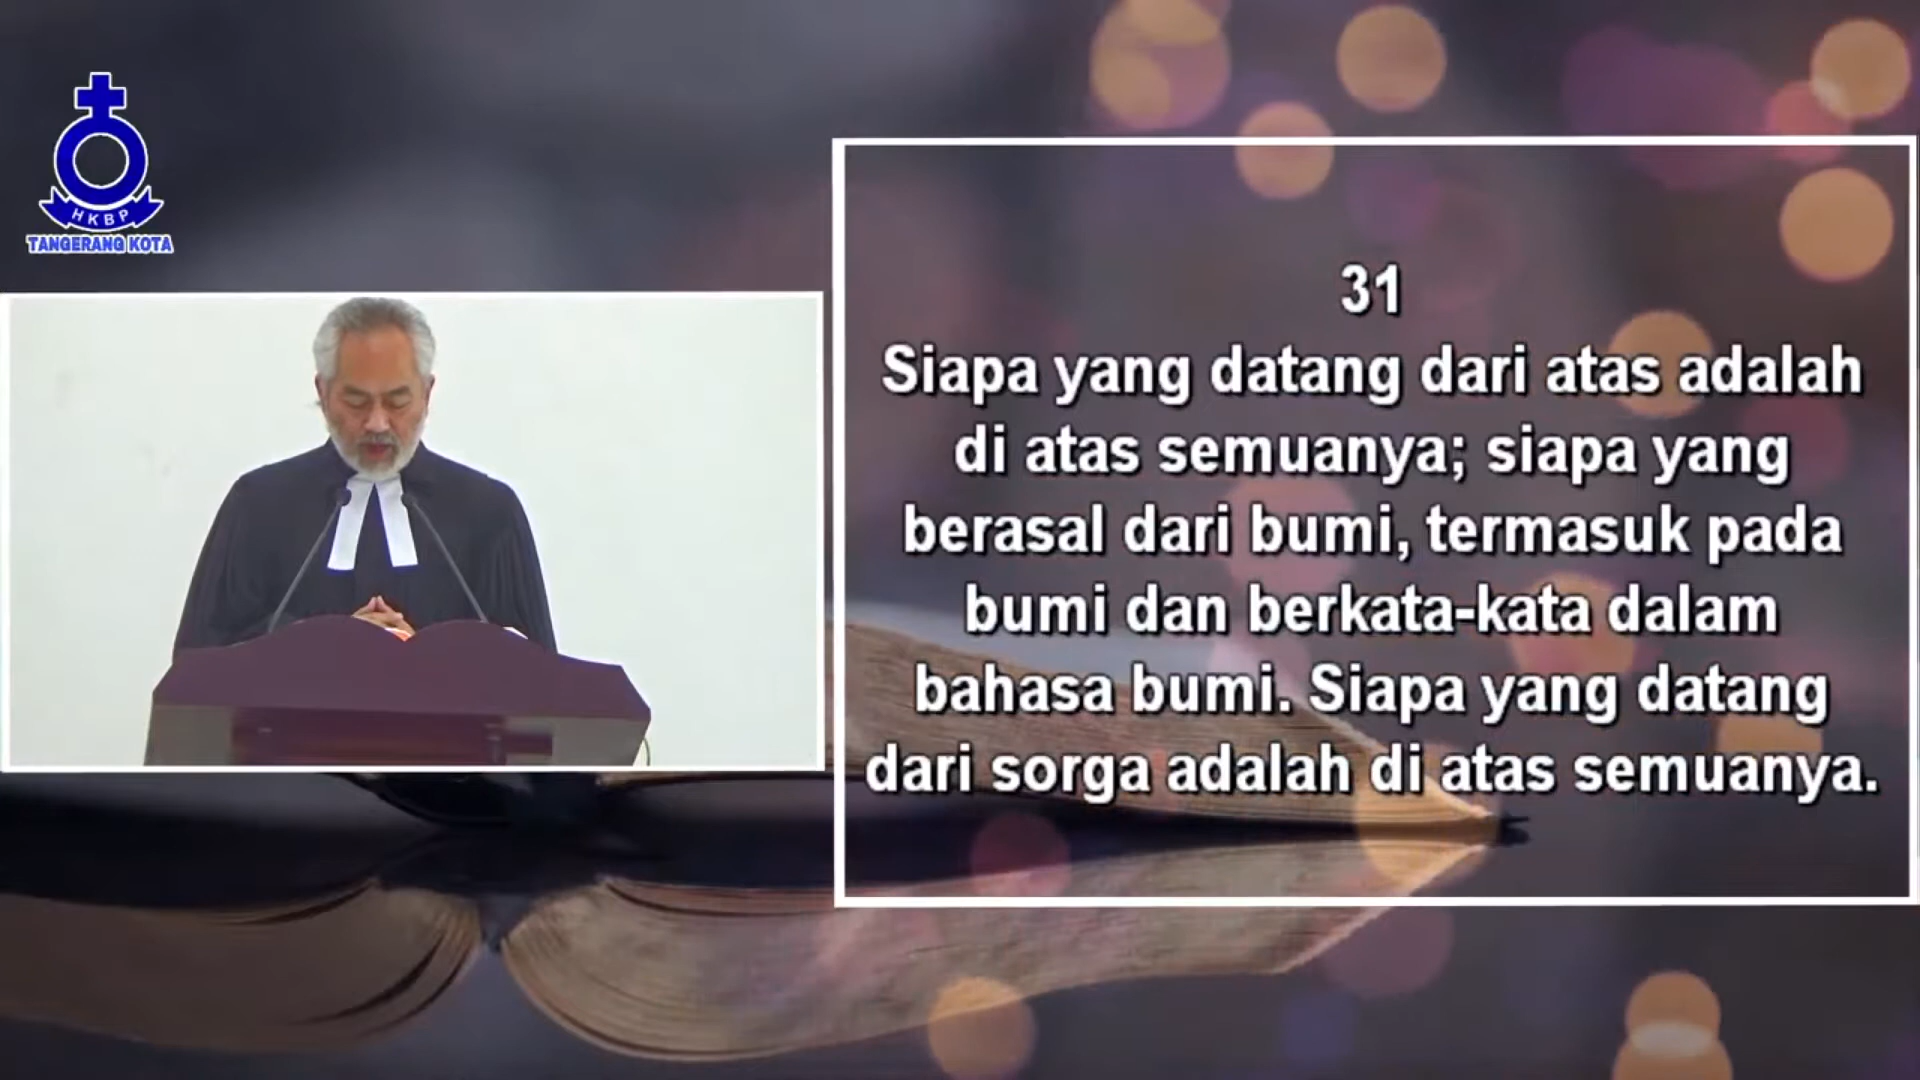 HKBP
TANGERANG KOTA
31
Siapa yang datang dari atas adalah
di atas semuanya; siapa yang
berasal dari bumi, termasuk pada
bumi dan berkata-kata dalam
bahasa bumi. Siapa yang datang
dari sorga adalah di atas semuanya.